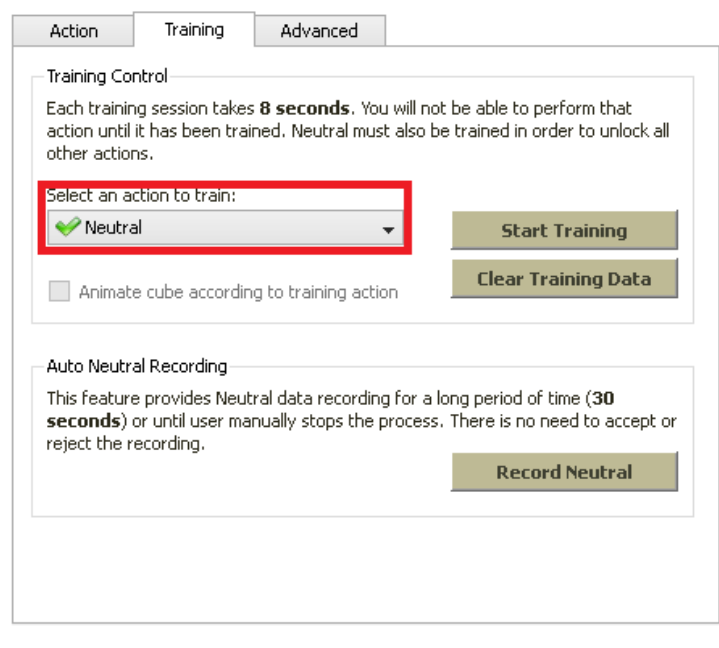 Action Training Advanced
Training Control
Each training session takes 8 seconds. You will not be able to perform that
action until it has been trained. Neutral must also be trained in order to unlock all
other actions.
Select an action to train:
Neutral
Start Training
Clear Training Data
Animate cube according to training action
Auto Neutral Recording
This feature provides Neutral data recording for a long period of time (30
seconds) or until user manually stops the process. There is no need to accept or
reject the recording.
Record Neutral